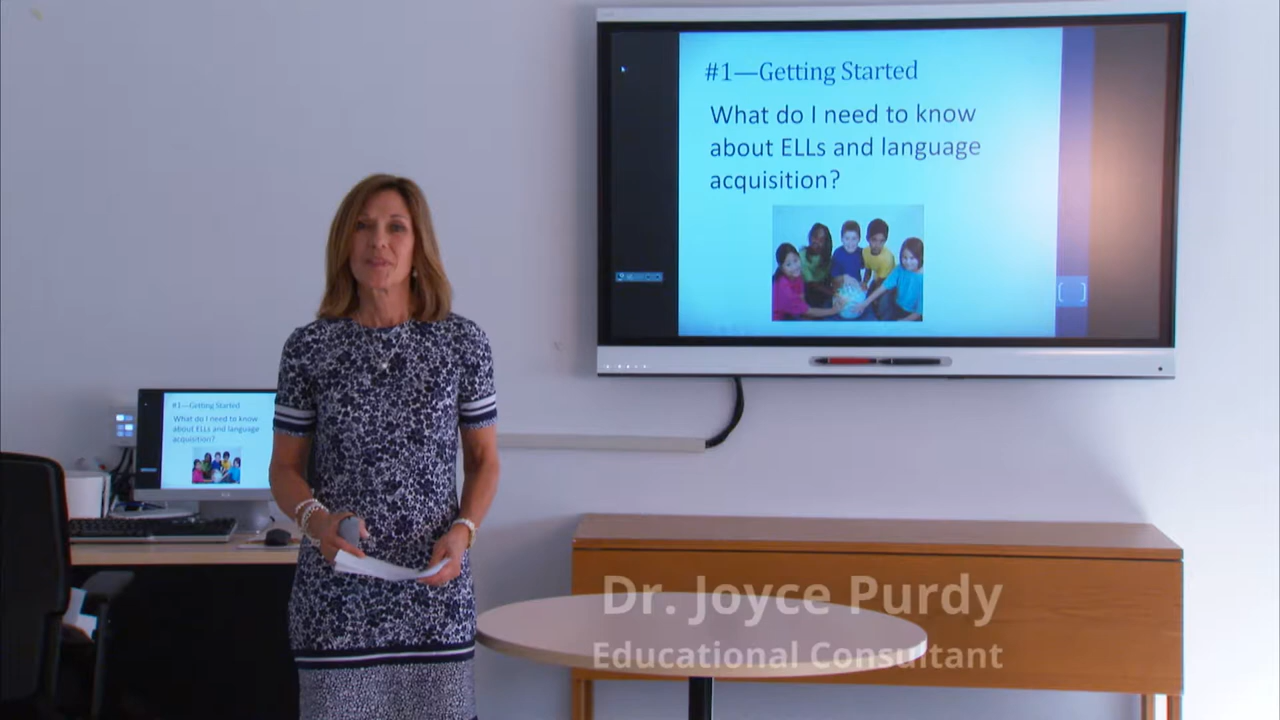 #1—Getting Started
What do I need to know
about ELLs and language
acquisition?
#1—Getting Started
What do I need to know
about ELLs and language
acquisition?
Dr. Joyce Purdy
Educational Consultant